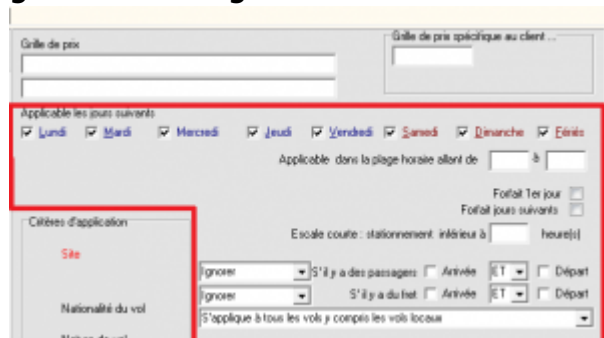 Grille de prix
Grille de prix spécifique au client ...
Applicable les jours suivants
Lundi Mardi Mercredi Jeudi Vendredi Samedi Dimanche Fériés
Applicable dans la plage horaire allant de à
Forfait 1er jour
Forfait jours suivants
Critères d'application
Escale courte : stationnement inférieur à heure(s)
Site
Ignorer S'il y a des passagers Arrivée ET Départ
Ignorer S'il y a du fret Arrivée ET Départ
Nationalité du vol
S'applique à tous les vols y compris les vols locaux